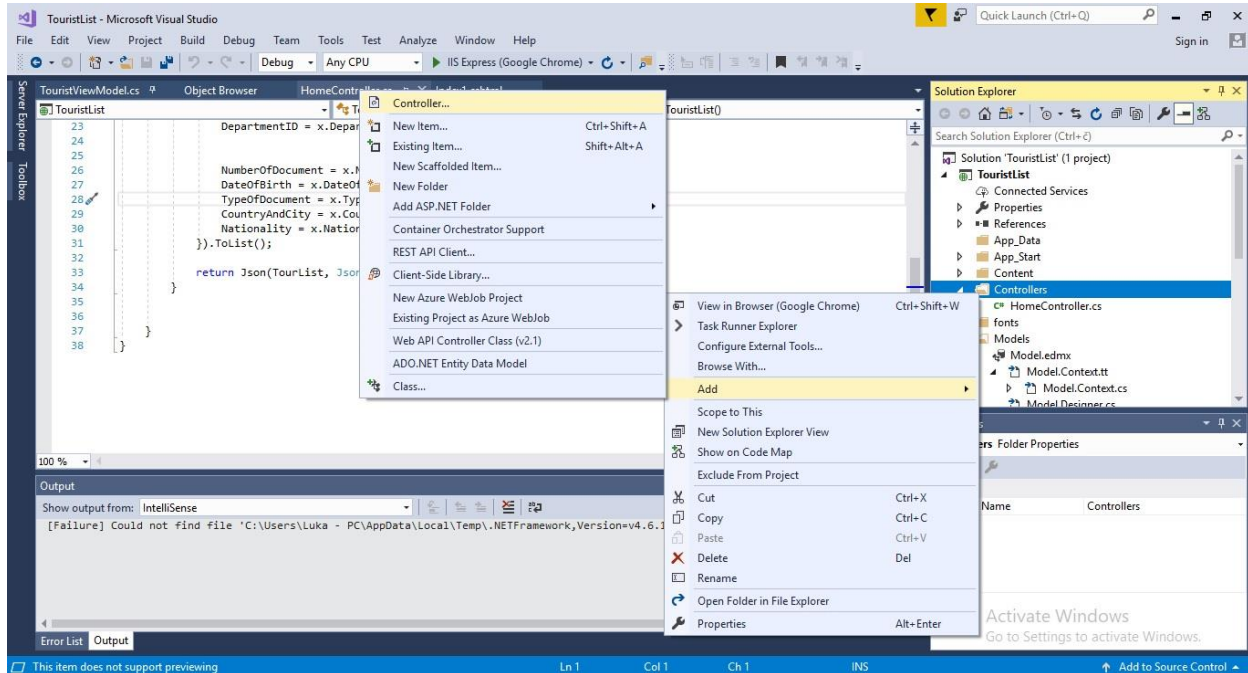 TouristList - Microsoft Visual Studio
Quick Launch (Ctrl+Q)
File Edit View Project Build Debug Team Tools Test Analyze Window Help
Sign in
Debug Any CPU IIS Express (Google Chrome)
Server Explorer
Toolbox
TouristViewModel.cs Object Browser
TouristList
TouristList()
23 DepartmentID = x.Depar
24
25
26 NumberOfDocument = x.N
27 DateOfBirth = x.DateOf
28 TypeOfDocument = x.Typ
29 CountryAndCity = x.Cou
30 Nationality = x.Nation
31 }).ToList();
32
33 return Json(TourList, Json
34 }
35
36
37 }
38 }
100 %
Controller...
New Item... Ctrl+Shift+A
Existing Item... Shift+Alt+A
New Scaffolded Item...
New Folder
Add ASP.NET Folder
Container Orchestrator Support
REST API Client...
Client-Side Library...
New Azure WebJob Project
Existing Project as Azure WebJob
Web API Controller Class (v2.1)
ADO.NET Entity Data Model
Class...
View in Browser (Google Chrome) Ctrl+Shift+W
Task Runner Explorer
Configure External Tools...
Browse With...
Add
Scope to This
New Solution Explorer View
Show on Code Map
Exclude From Project
Cut Ctrl+X
Copy Ctrl+C
Paste Ctrl+V
Delete Del
Rename
Open Folder in File Explorer
Properties Alt+Enter
Solution Explorer
Search Solution Explorer (Ctrl+č)
Solution 'TouristList' (1 project)
TouristList
Connected Services
Properties
References
App_Data
App_Start
Content
Controllers
HomeController.cs
fonts
Models
Model.edmx
Model.Context.tt
Model.Context.cs
Model.Designer.cs
ers Folder Properties
Name Controllers
Output
Show output from: IntelliSense
[Failure] Could not find file 'C:\Users\Luka - PC\AppData\Local\Temp\.NETFramework,Version=v4.6.1
Error List Output
Activate Windows
Go to Settings to activate Windows.
This item does not support previewing Ln 1 Col 1 Ch 1 INS Add to Source Control